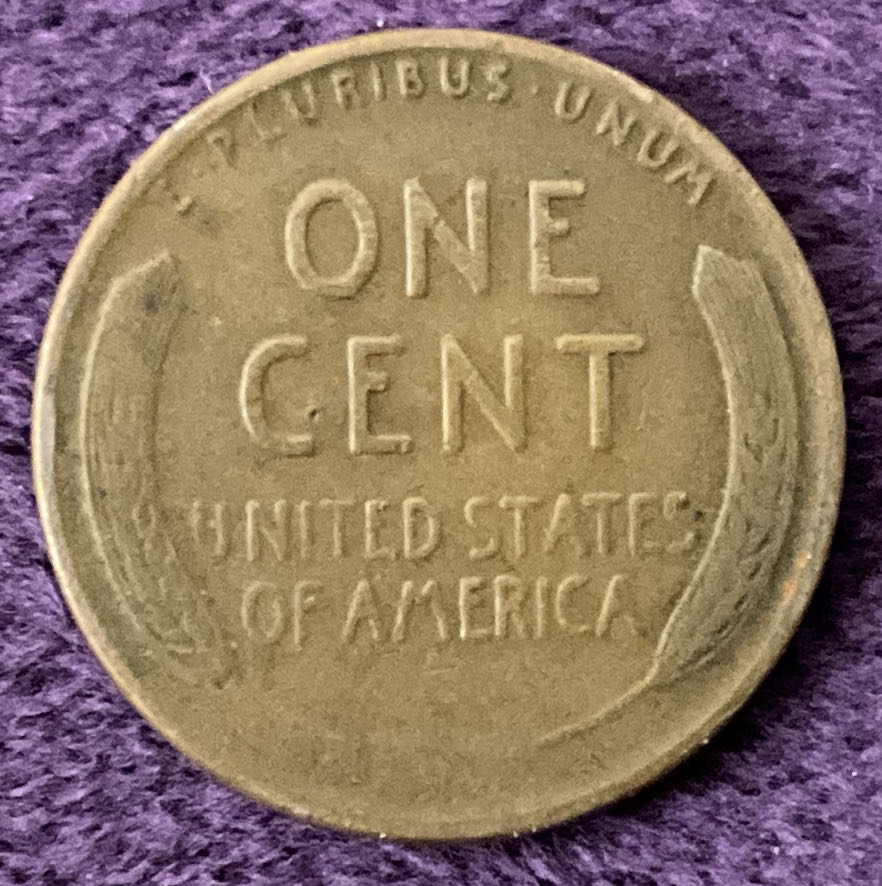 E · PLURIBUS · UNUM
ONE
CENT
UNITED STATES
OF AMERICA